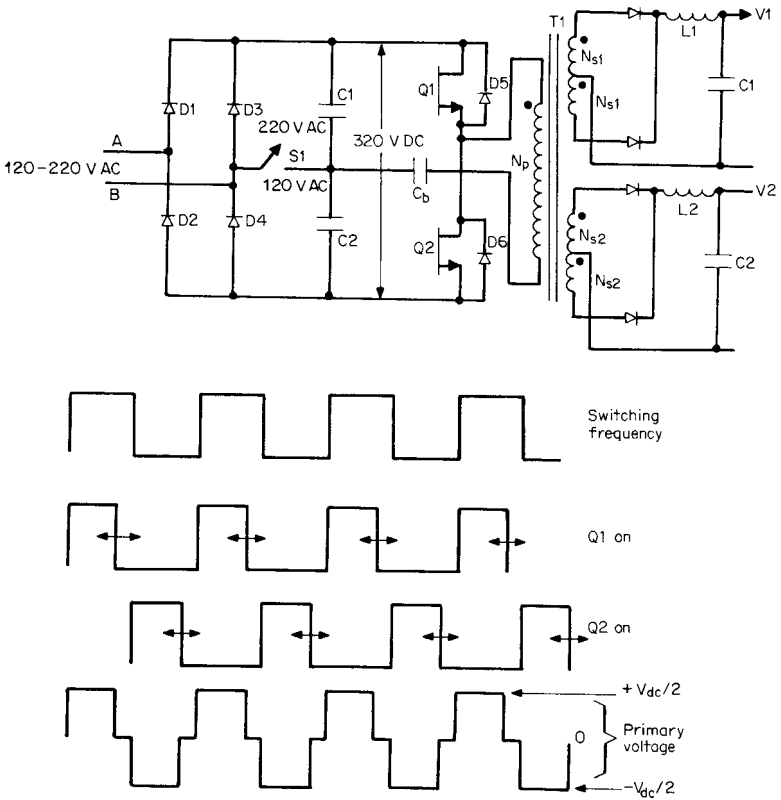 T1
V1
L1
Ns1
Ns1
C1
D1
D3
C1
Q1
D5
220 V AC
320 V DC
A
S1
120–220 V AC
120 V AC
Cb
Np
B
D2
D4
C2
Q2
D6
V2
L2
Ns2
Ns2
C2
Switching
frequency
Q1 on
Q2 on
+ Vdc/2
0
Primary
voltage
−Vdc/2